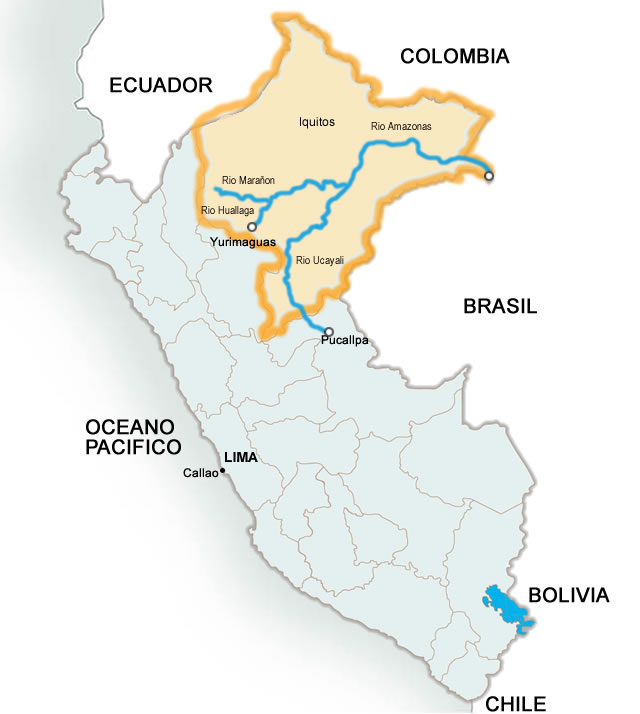 COLOMBIA
ECUADOR
Iquitos
Rio Amazonas
Rio Marañon
Rio Huallaga
Yurimaguas
Rio Ucayali
BRASIL
Pucallpa
OCEANO
PACIFICO
LIMA
Callao
BOLIVIA
CHILE